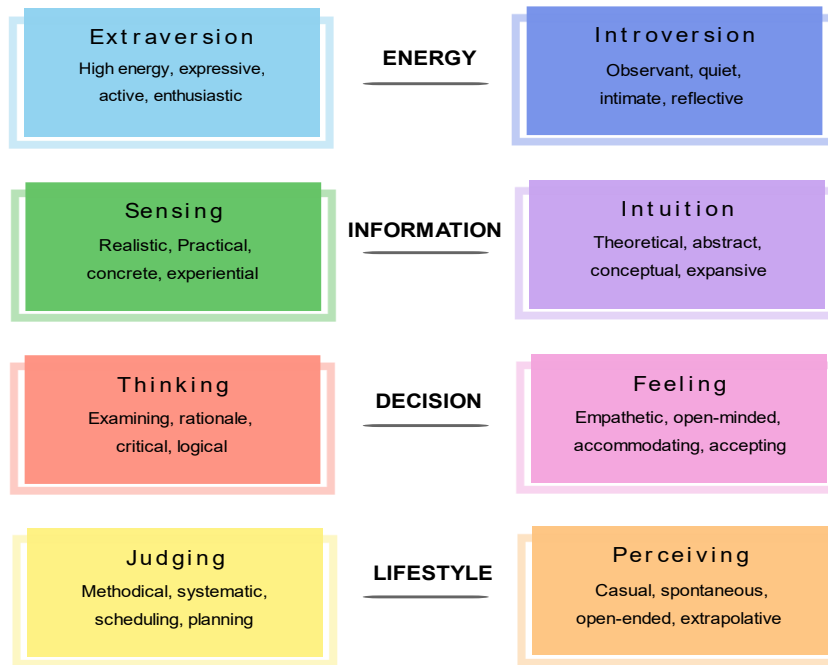 Extraversion
High energy, expressive,
active, enthusiastic
ENERGY
Introversion
Observant, quiet,
intimate, reflective
Sensing
Realistic, Practical,
concrete, experiential
INFORMATION
Intuition
Theoretical, abstract,
conceptual, expansive
Thinking
Examining, rationale,
critical, logical
DECISION
Feeling
Empathetic, open-minded,
accommodating, accepting
Judging
Methodical, systematic,
scheduling, planning
LIFESTYLE
Perceiving
Casual, spontaneous,
open-ended, extrapolative